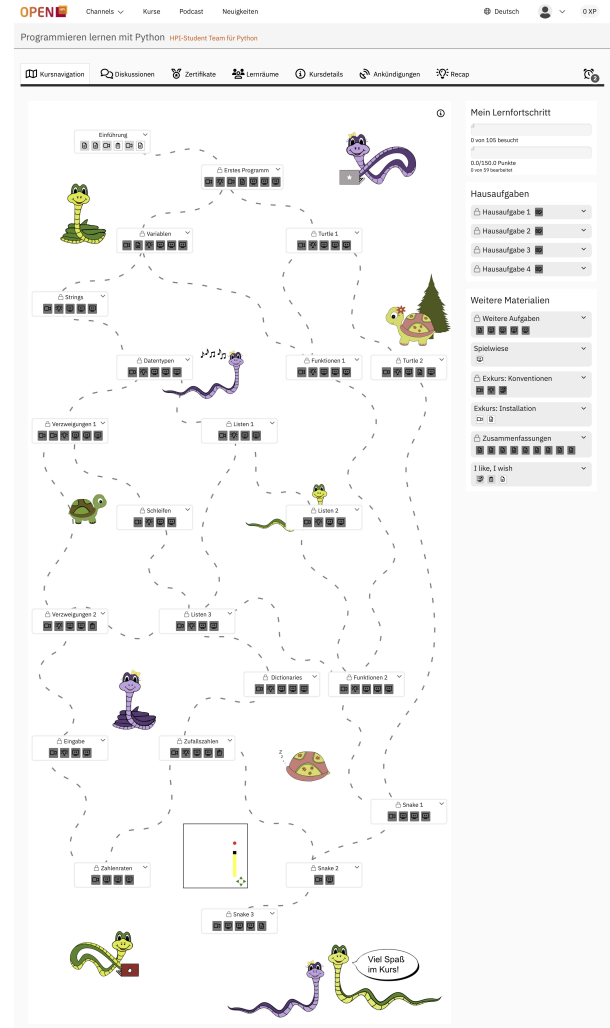 OPENHPI
Channels
Kurse
Podcast
Neuigkeiten
Deutsch
0 XP
Programmieren lernen mit Python HPI-Student Team für Python
Kursnavigation
Diskussionen
Zertifikate
Lernräume
Kursdetails
Ankündigungen
Recap
2
Einführung
Erstes Programm
Variablen
Turtle 1
Strings
Datentypen
Funktionen 1
Turtle 2
Verzweigungen 1
Listen 1
Schleifen
Listen 2
Verzweigungen 2
Listen 3
Dictionaries
Funktionen 2
Eingabe
Zufallszahlen
z z z
Snake 1
Zahlenraten
Snake 2
Snake 3
Viel Spaß
im Kurs!
Mein Lernfortschritt
0 von 105 besucht
0.0/150.0 Punkte
0 von 59 bearbeitet
Hausaufgaben
Hausaufgabe 1
Hausaufgabe 2
Hausaufgabe 3
Hausaufgabe 4
Weitere Materialien
Weitere Aufgaben
Spielwiese
Exkurs: Konventionen
Exkurs: Installation
Zusammenfassungen
I like, I wish